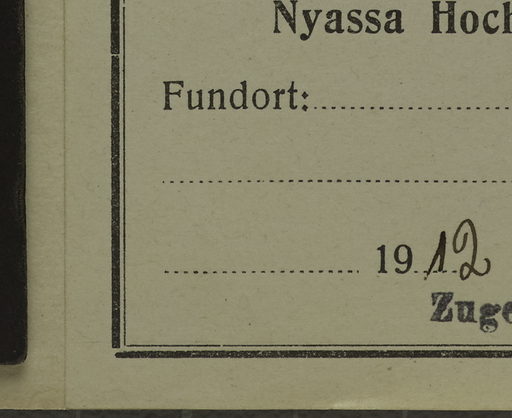 Nyassa Hoch
Fundort:
1912
Zuge